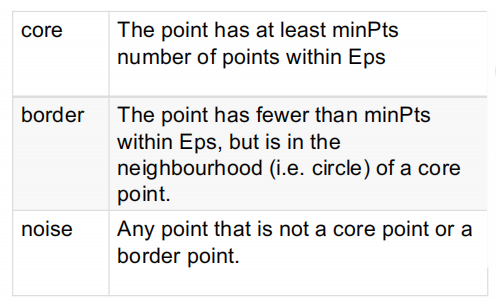 core
The point has at least minPts
number of points within Eps
border
The point has fewer than minPts
within Eps, but is in the
neighbourhood (i.e. circle) of a core
point.
noise
Any point that is not a core point or a
border point.